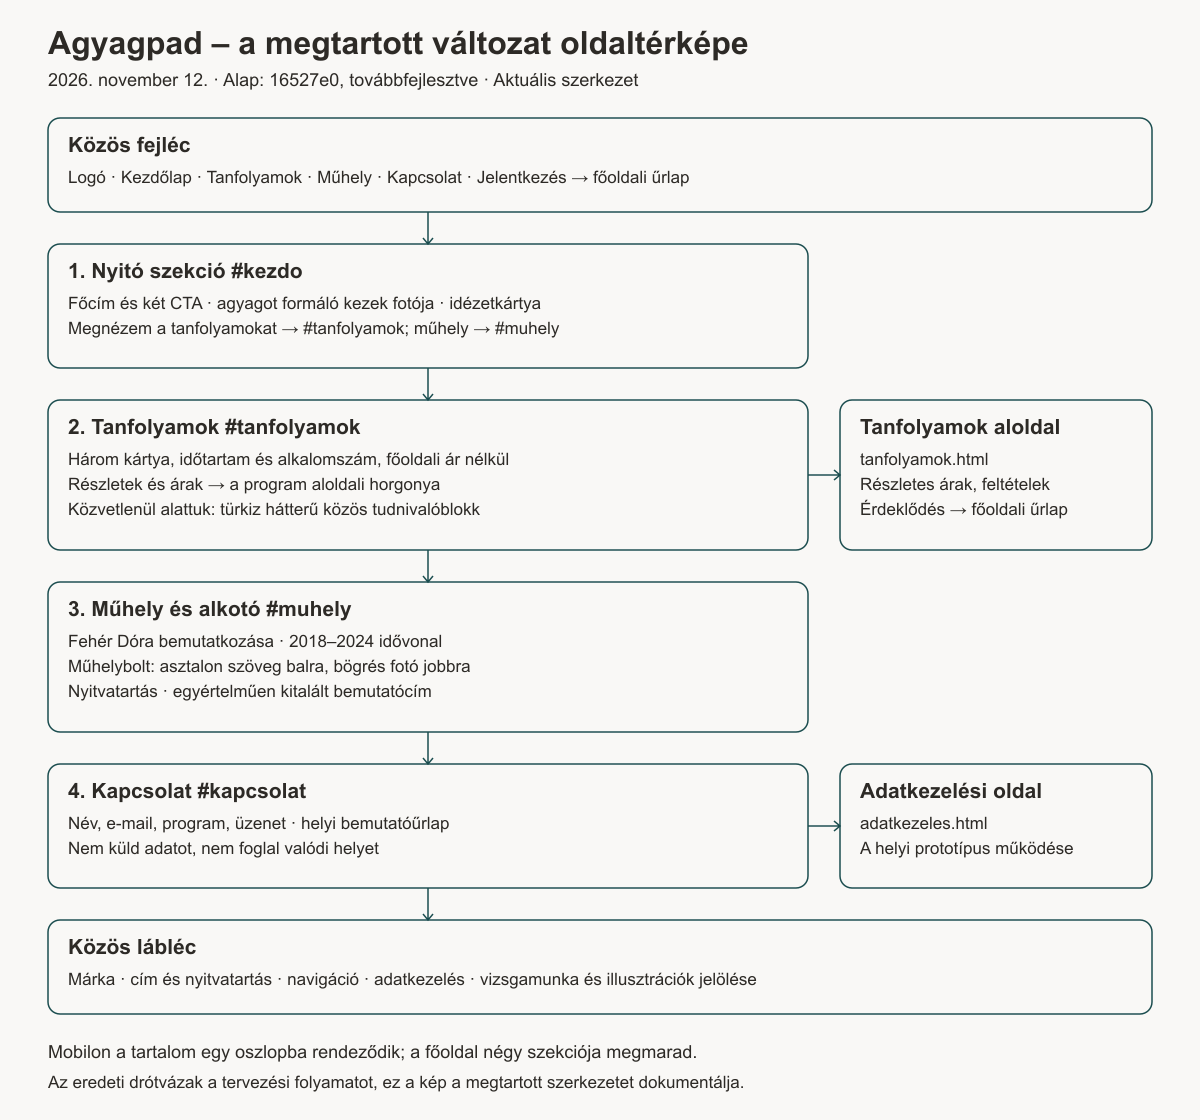 Agyagpad – a megtartott változat oldaltérképe
2026. november 12. · Alap: 16527e0, továbbfejlesztve · Aktuális szerkezet
Közös fejléc
Logó · Kezdőlap · Tanfolyamok · Műhely · Kapcsolat · Jelentkezés → főoldali űrlap
1. Nyitó szekció #kezdo
Főcím és két CTA · agyagot formáló kezek fotója · idézetkártya
Megnézem a tanfolyamokat → #tanfolyamok; műhely → #muhely
2. Tanfolyamok #tanfolyamok
Három kártya, időtartam és alkalomszám, főoldali ár nélkül
Részletek és árak → a program aloldali horgonya
Közvetlenül alattuk: türkiz hátterű közös tudnivalóblokk
Tanfolyamok aloldal
tanfolyamok.html
Részletes árak, feltételek
Érdeklődés → főoldali űrlap
3. Műhely és alkotó #muhely
Fehér Dóra bemutatkozása · 2018–2024 idővonal
Műhelybolt: asztalon szöveg balra, bögrés fotó jobbra
Nyitvatartás · egyértelműen kitalált bemutatócím
4. Kapcsolat #kapcsolat
Név, e-mail, program, üzenet · helyi bemutatóűrlap
Nem küld adatot, nem foglal valódi helyet
Adatkezelési oldal
adatkezeles.html
A helyi prototípus működése
Közös lábléc
Márka · cím és nyitvatartás · navigáció · adatkezelés · vizsgamunka és illusztrációk jelölése
Mobilon a tartalom egy oszlopba rendeződik; a főoldal négy szekciója megmarad.
Az eredeti drótvázak a tervezési folyamatot, ez a kép a megtartott szerkezetet dokumentálja.